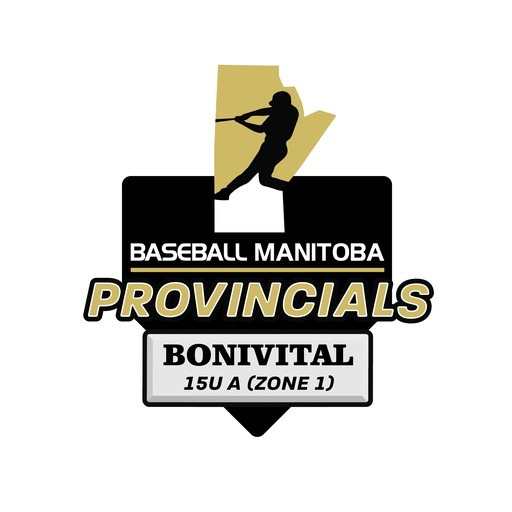 BASEBALL MANITOBA
PROVINCIALS
BONIVITAL
15U A (ZONE 1)